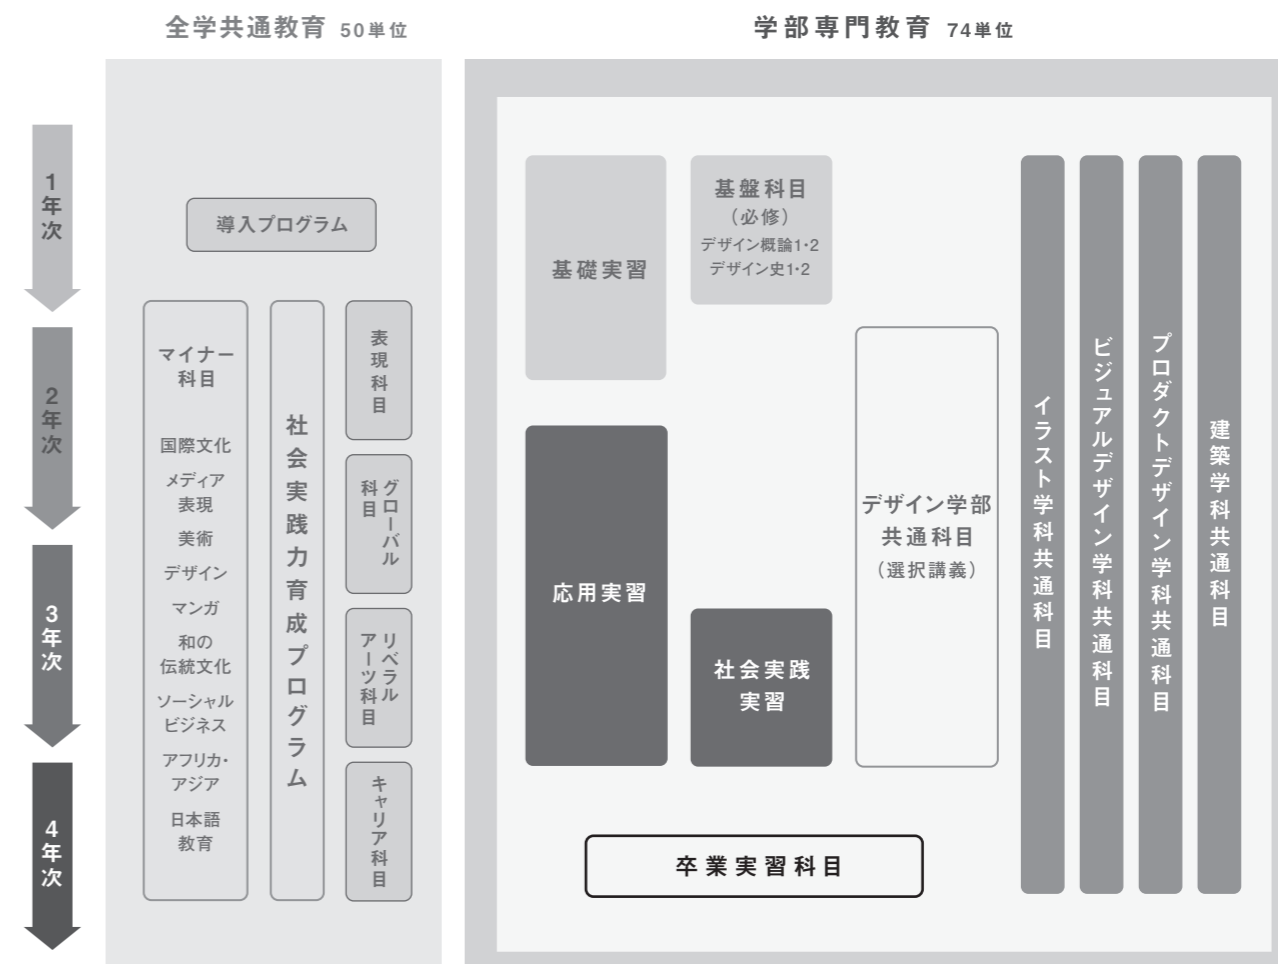 全学共通教育 50単位
学部専門教育 74単位
1年次
2年次
3年次
4年次
導入プログラム
マイナー
科目
国際文化
メディア
表現
美術
デザイン
マンガ
和の
伝統文化
ソーシャル
ビジネス
アフリカ・
アジア
日本語
教育
社会実践力育成プログラム
表現科目
グローバル
科目
リベラル
アーツ科目
キャリア科目
基礎実習
基盤科目
（必修）
デザイン概論1・2
デザイン史1・2
応用実習
社会実践
実習
デザイン学部
共通科目
（選択講義）
イラスト学科共通科目
ビジュアルデザイン学科共通科目
プロダクトデザイン学科共通科目
建築学科共通科目
卒業実習科目